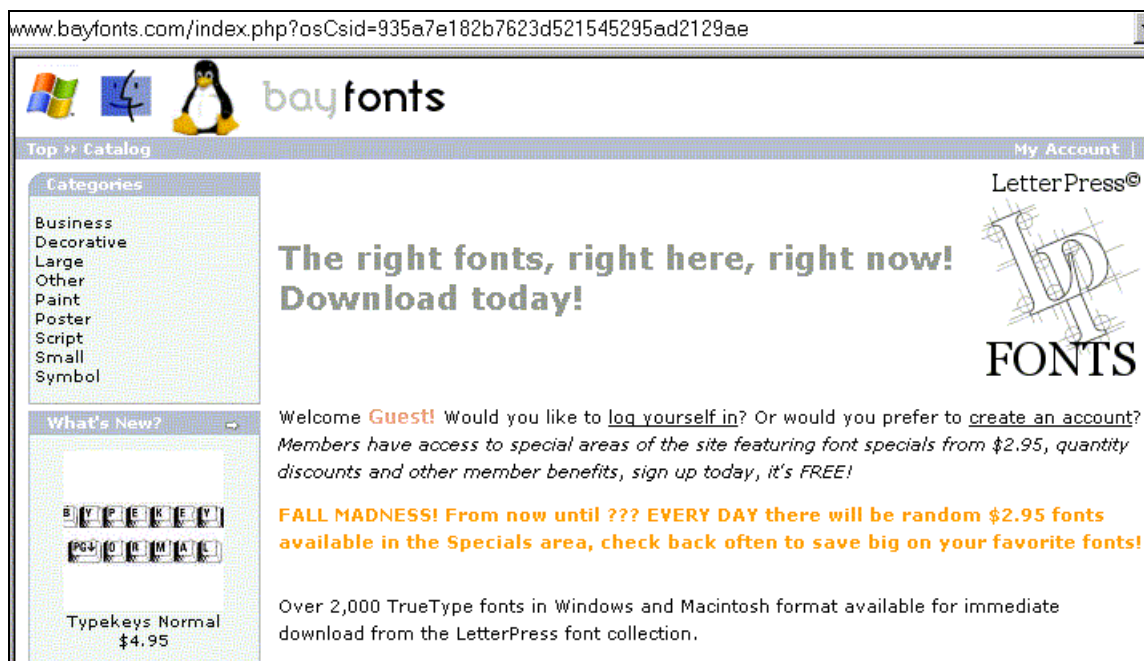 www.bayfonts.com/index.php?osCsid=935a7e182b7623d521545295ad2129ae
bayfonts
Top » Catalog
My Account |
Categories
Business
Decorative
Large
Other
Paint
Poster
Script
Small
Symbol
What's New?
B Y P E K E Y
PG↓ O R M A L
Typekeys Normal
$4.95
LetterPress©
lp
FONTS
The right fonts, right here, right now!
Download today!
Welcome Guest! Would you like to log yourself in? Or would you prefer to create an account?
Members have access to special areas of the site featuring font specials from $2.95, quantity
discounts and other member benefits, sign up today, it's FREE!
FALL MADNESS! From now until ??? EVERY DAY there will be random $2.95 fonts
available in the Specials area, check back often to save big on your favorite fonts!
Over 2,000 TrueType fonts in Windows and Macintosh format available for immediate
download from the LetterPress font collection.